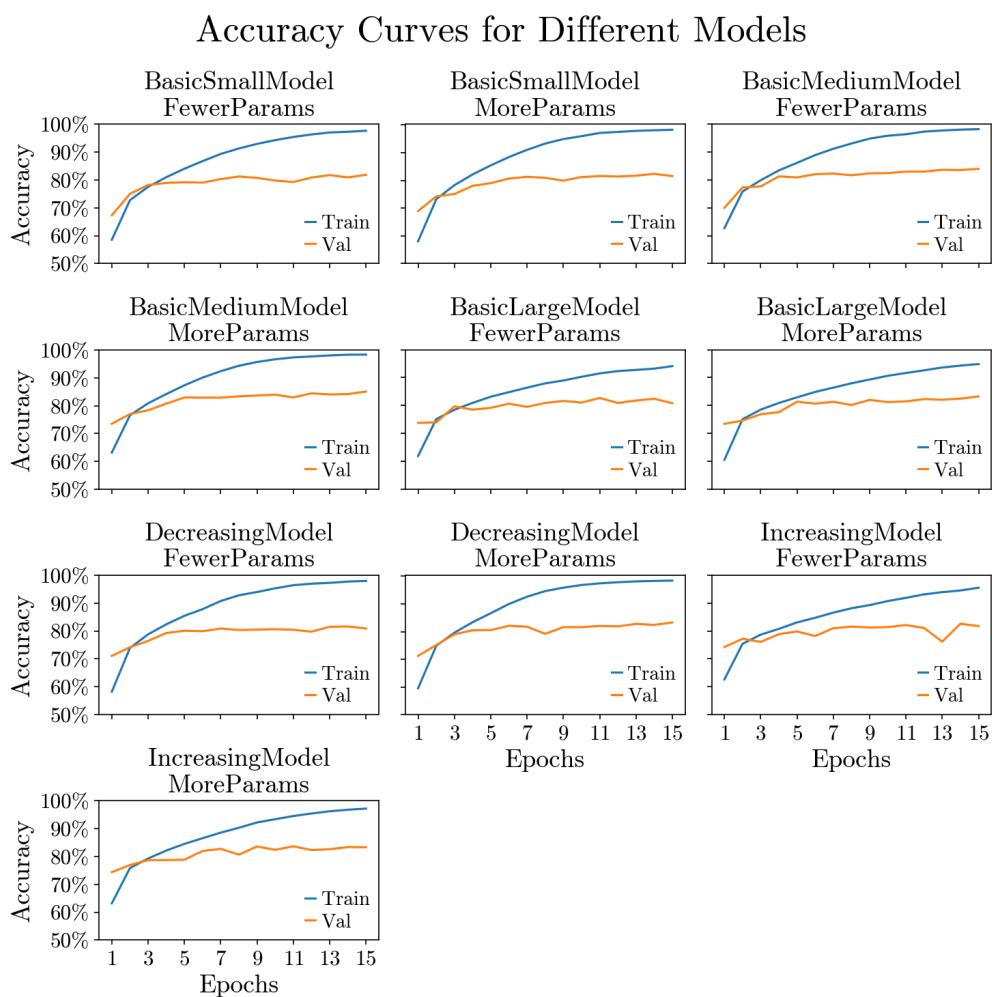 Accuracy Curves for Different Models
BasicSmallModel
FewerParams
100%
90%
80%
70%
60%
50%
Accuracy
Train
Val
BasicSmallModel
MoreParams
Train
Val
BasicMediumModel
FewerParams
Train
Val
BasicMediumModel
MoreParams
100%
90%
80%
70%
60%
50%
Accuracy
Train
Val
BasicLargeModel
FewerParams
Train
Val
BasicLargeModel
MoreParams
Train
Val
DecreasingModel
FewerParams
100%
90%
80%
70%
60%
50%
Accuracy
Train
Val
DecreasingModel
MoreParams
Train
Val
1 3 5 7 9 11 13 15
Epochs
IncreasingModel
FewerParams
Train
Val
1 3 5 7 9 11 13 15
Epochs
IncreasingModel
MoreParams
100%
90%
80%
70%
60%
50%
Accuracy
Train
Val
1 3 5 7 9 11 13 15
Epochs